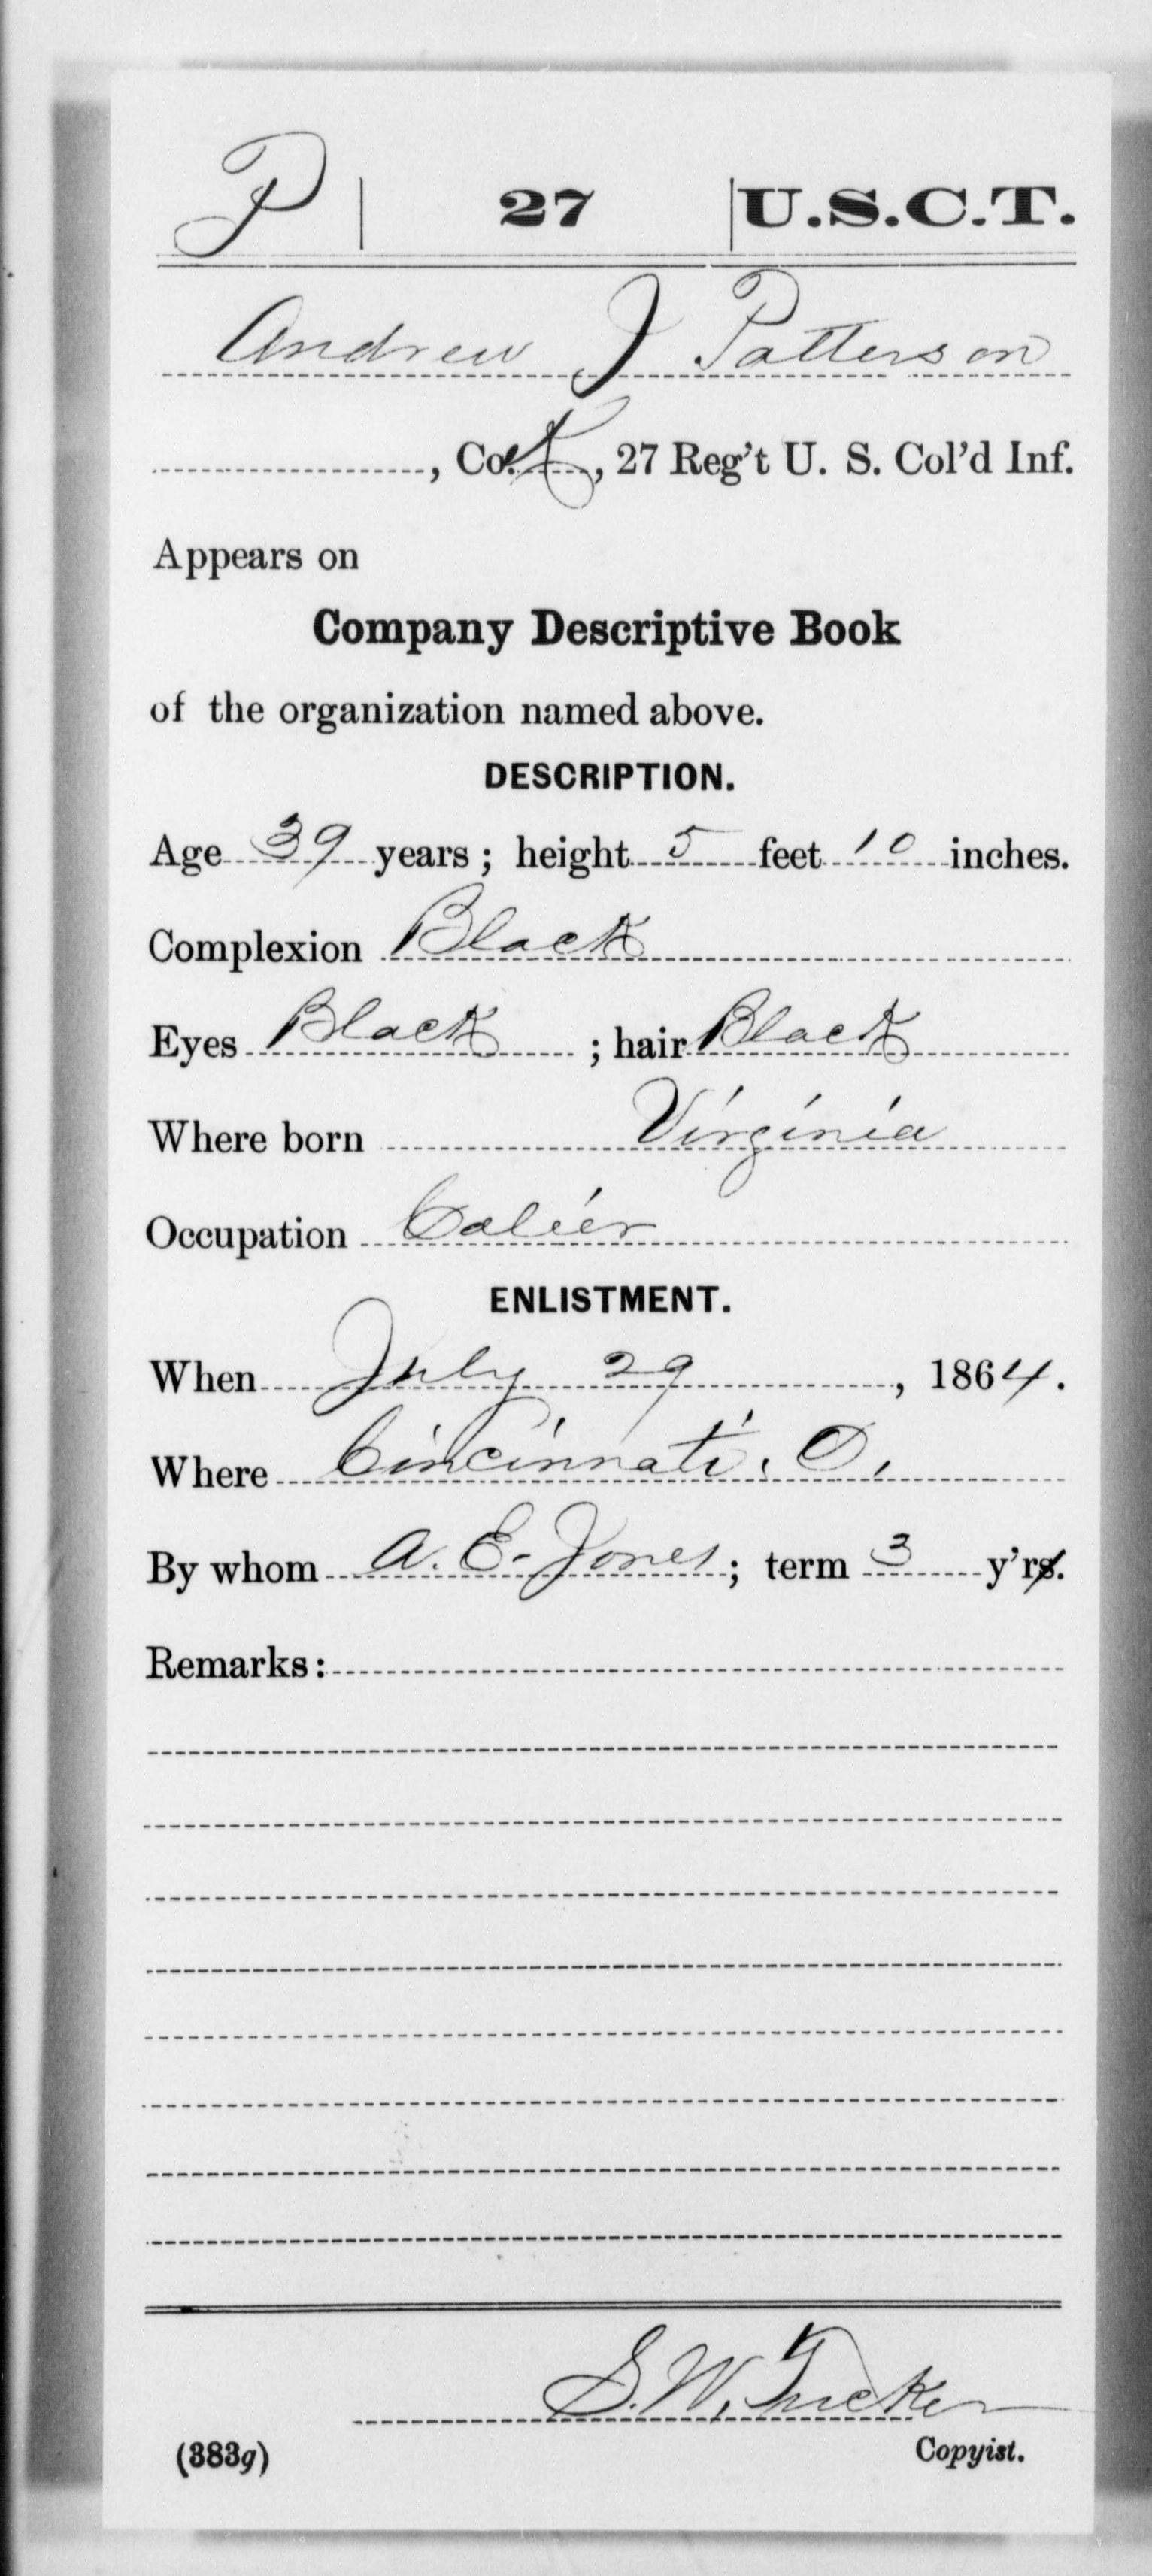 P | 27 | U.S.C.T.
Andrew J Patterson
, Co. K, 27 Reg't U. S. Col'd Inf.
Appears on
Company Descriptive Book
of the organization named above.
DESCRIPTION.
Age 39 years; height 5 feet 10 inches.
Complexion Black
Eyes Black ; hair Black
Where born Virginia
Occupation Calier
ENLISTMENT.
When July 29, 1864.
Where Cincinnati, O.
By whom A. E. Jones; term 3 y'rs.
Remarks:
S. W. Tucker
Copyist.
(383g)